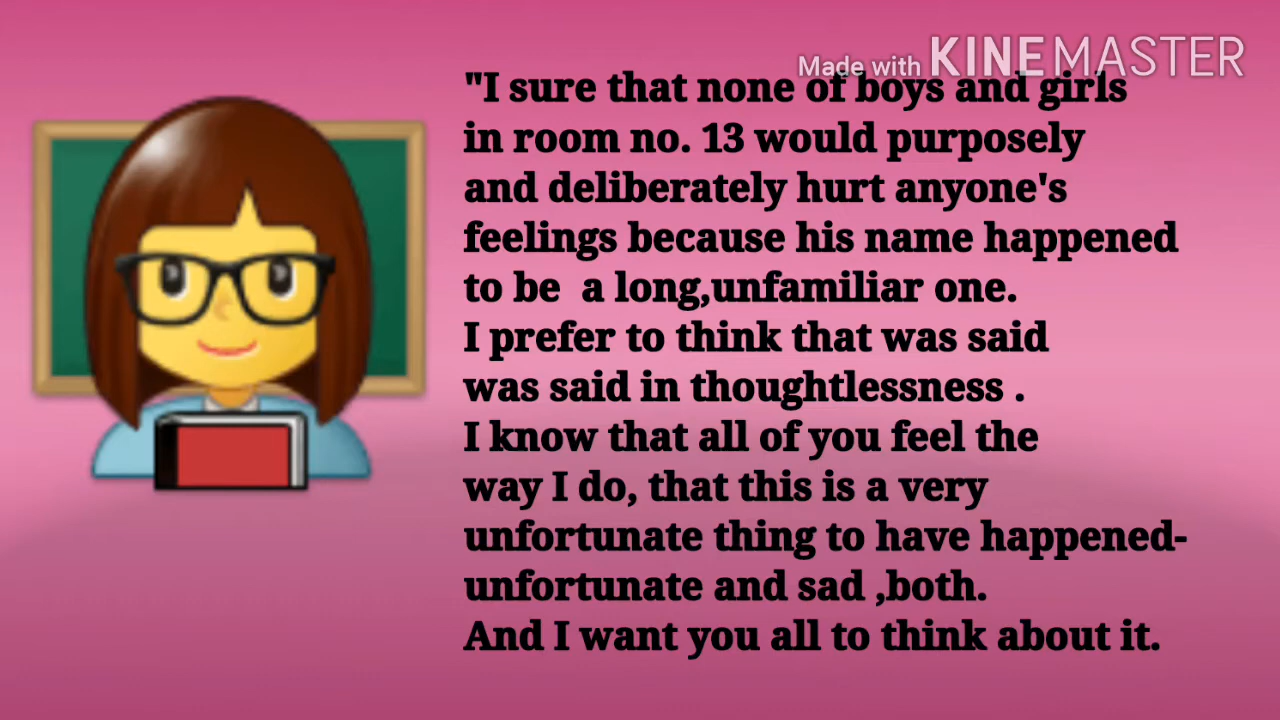 Made with KINEMASTER
"I sure that none of boys and girls
in room no. 13 would purposely
and deliberately hurt anyone's
feelings because his name happened
to be  a long,unfamiliar one.
I prefer to think that was said
was said in thoughtlessness .
I know that all of you feel the
way I do, that this is a very
unfortunate thing to have happened-
unfortunate and sad ,both.
And I want you all to think about it.